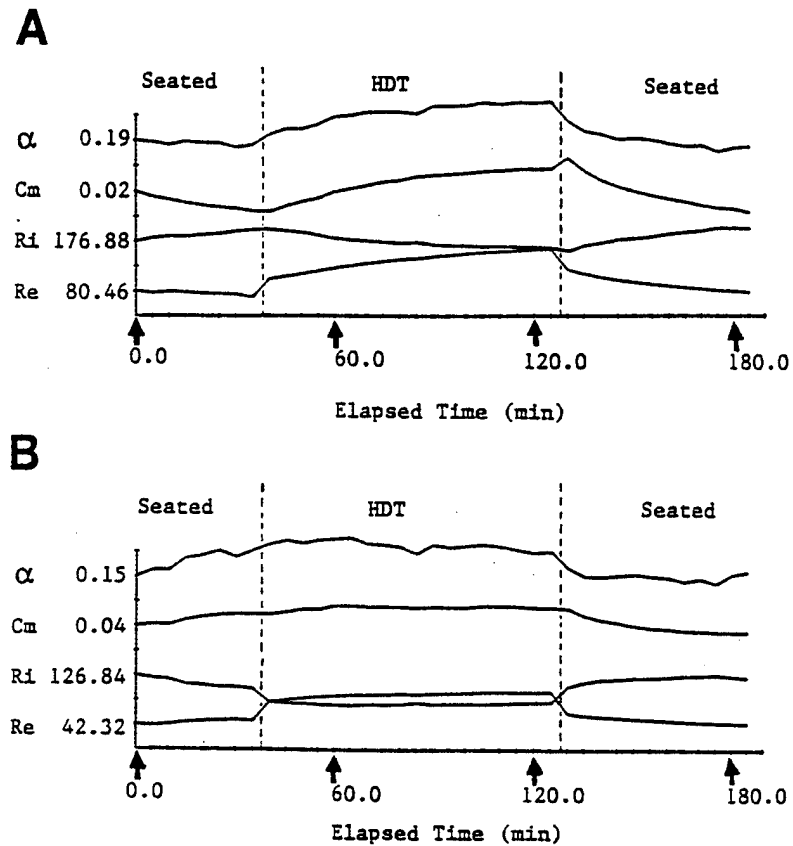 A
Seated HDT Seated
α 0.19
Cm 0.02
Ri 176.88
Re 80.46
0.0 60.0 120.0 180.0
Elapsed Time (min)
B
Seated HDT Seated
α 0.15
Cm 0.04
Ri 126.84
Re 42.32
0.0 60.0 120.0 180.0
Elapsed Time (min)